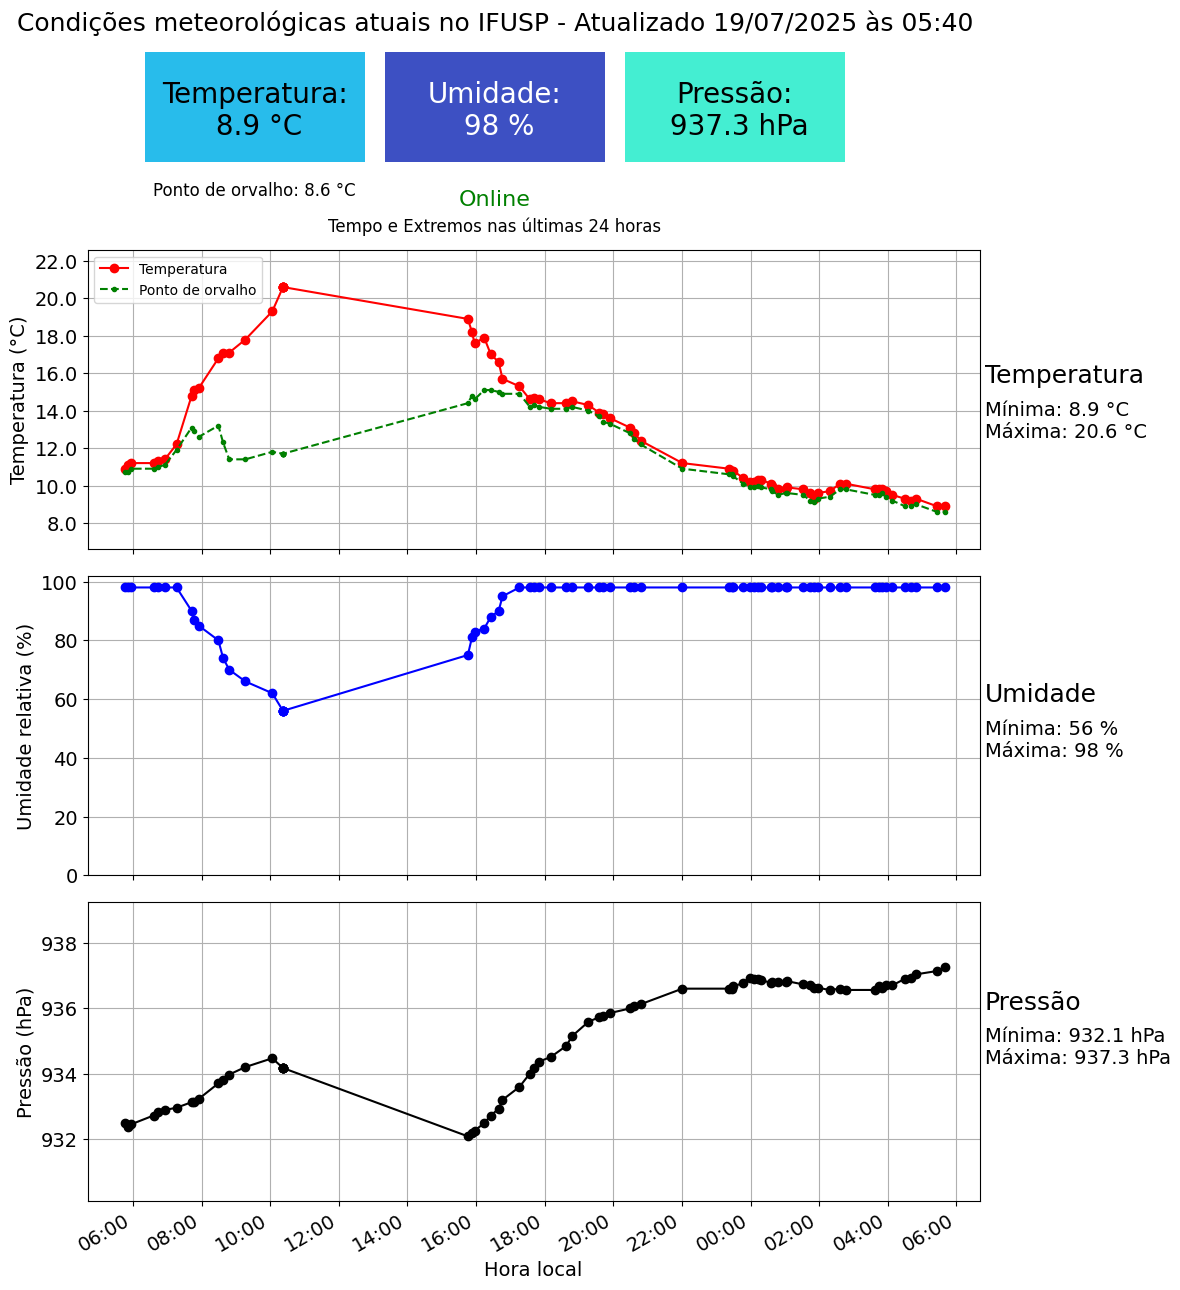 Condições meteorológicas atuais no IFUSP - Atualizado 19/07/2025 às 05:40
Temperatura:
8.9 °C
Umidade:
98 %
Pressão:
937.3 hPa
Ponto de orvalho: 8.6 °C
Online
Tempo e Extremos nas últimas 24 horas
Temperatura (°C)
22.0
20.0
18.0
16.0
14.0
12.0
10.0
8.0
Temperatura
Ponto de orvalho
Temperatura
Mínima: 8.9 °C
Máxima: 20.6 °C
Umidade relativa (%)
100
80
60
40
20
0
Umidade
Mínima: 56 %
Máxima: 98 %
Pressão (hPa)
938
936
934
932
Pressão
Mínima: 932.1 hPa
Máxima: 937.3 hPa
06:00
08:00
10:00
12:00
14:00
16:00
18:00
20:00
22:00
00:00
02:00
04:00
06:00
Hora local